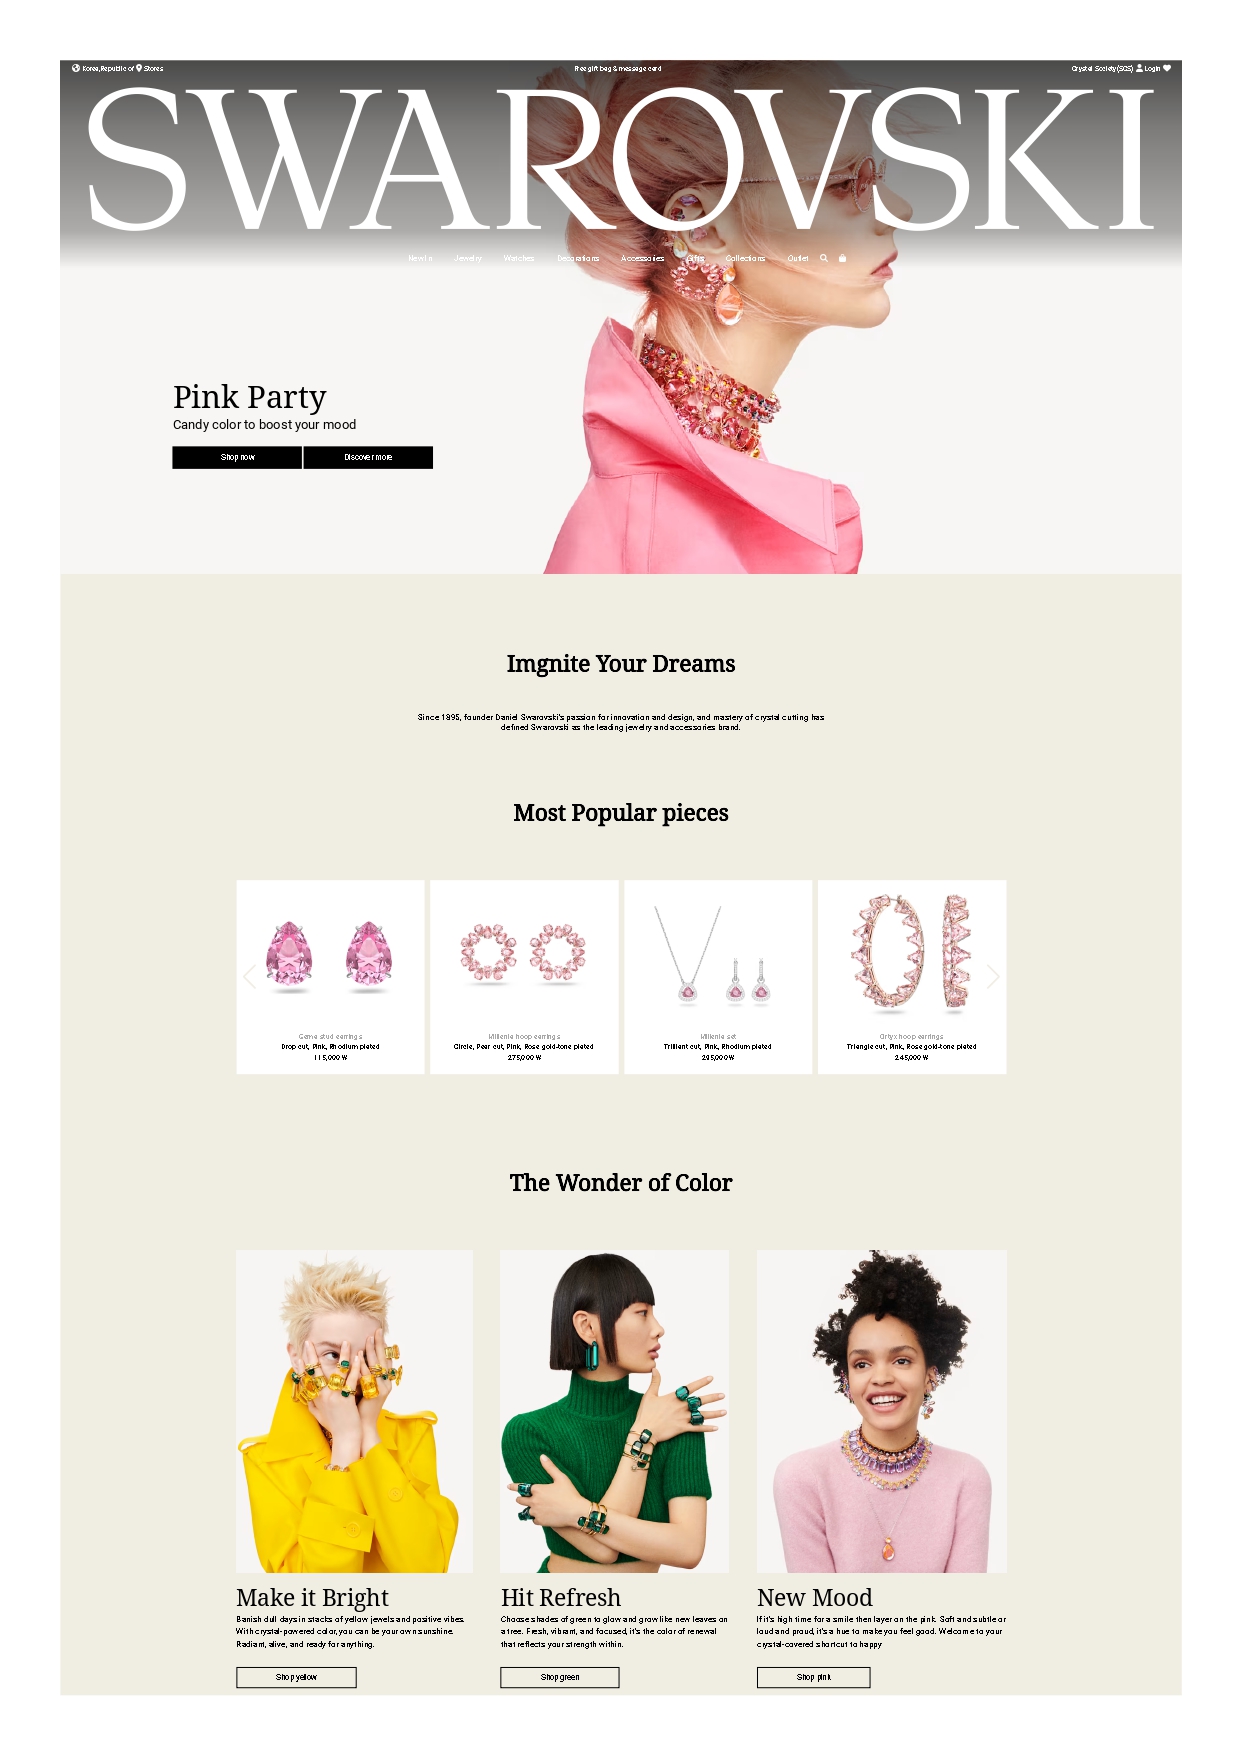 Korea,Republic of Stores
Free gift bag & message card
Crystal Society(SCS) Login
SWAROVSKI
New In Jewelry Watches Decorations Accessories Gifts Collections Outlet
Pink Party
Candy color to boost your mood
Shop now
Discover more
Imgnite Your Dreams
Since 1895, founder Daniel Swarovski's passion for innovation and design, and mastery of crystal cutting has
defined Swarovski as the leading jewelry and accessories brand.
Most Popular pieces
Geme stud earrings
Drop cut, Pink, Rhodium plated
115,000₩
Millenia hoop earrings
Circle, Pear cut, Pink, Rose gold-tone plated
275,000₩
Millenia set
Trillient cut, Pink, Rhodium plated
295,000₩
Ortyx hoop earrings
Triangle cut, Pink, Rose gold-tone plated
245,000₩
The Wonder of Color
Make it Bright
Banish dull days in stacks of yellow jewels and positive vibes.
With crystal-powered color, you can be your own sunshine.
Radiant, alive, and ready for anything.
Shop yellow
Hit Refresh
Choose shades of green to glow and grow like new leaves on
a tree. Fresh, vibrant, and focused, it's the color of renewal
that reflects your strength within.
Shop green
New Mood
If it's high time for a smile then layer on the pink. Soft and subtle or
loud and proud, it's a hue to make you feel good. Welcome to your
crystal-covered shortcut to happy
Shop pink